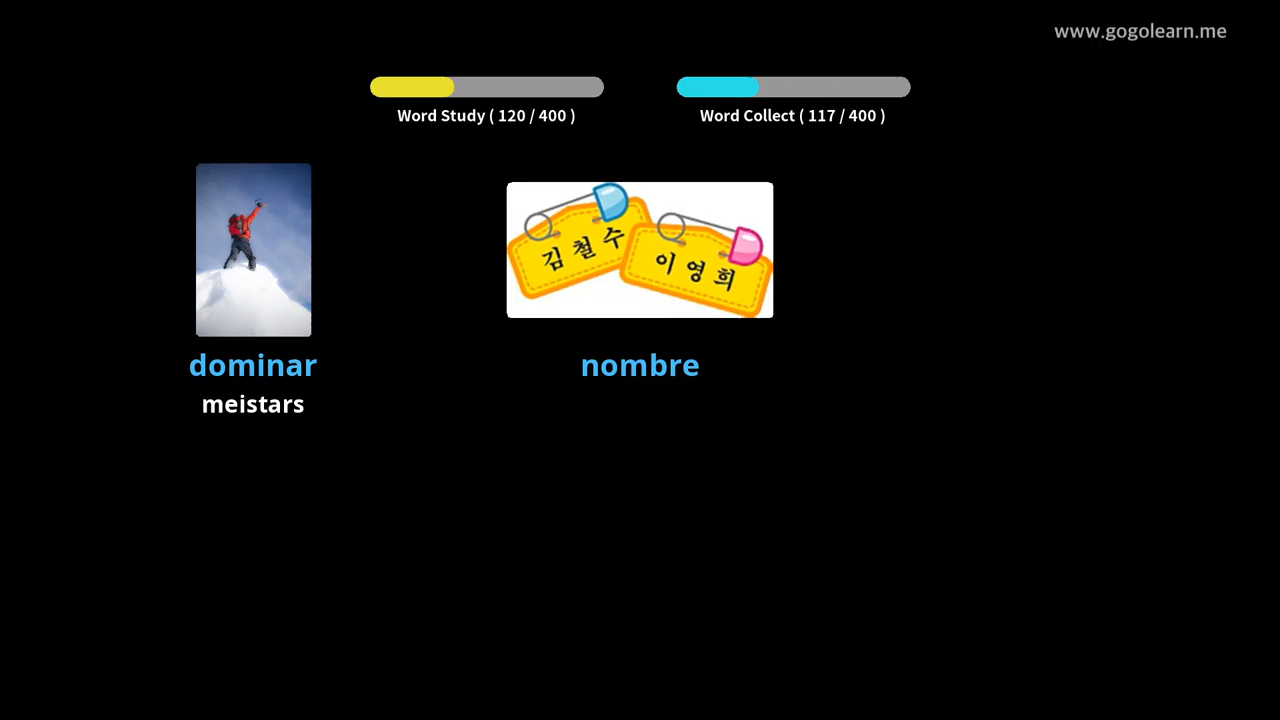 www.gogolearn.me
Word Study ( 120 / 400 )
Word Collect ( 117 / 400 )
김철수
이영희
dominar
nombre
meistars